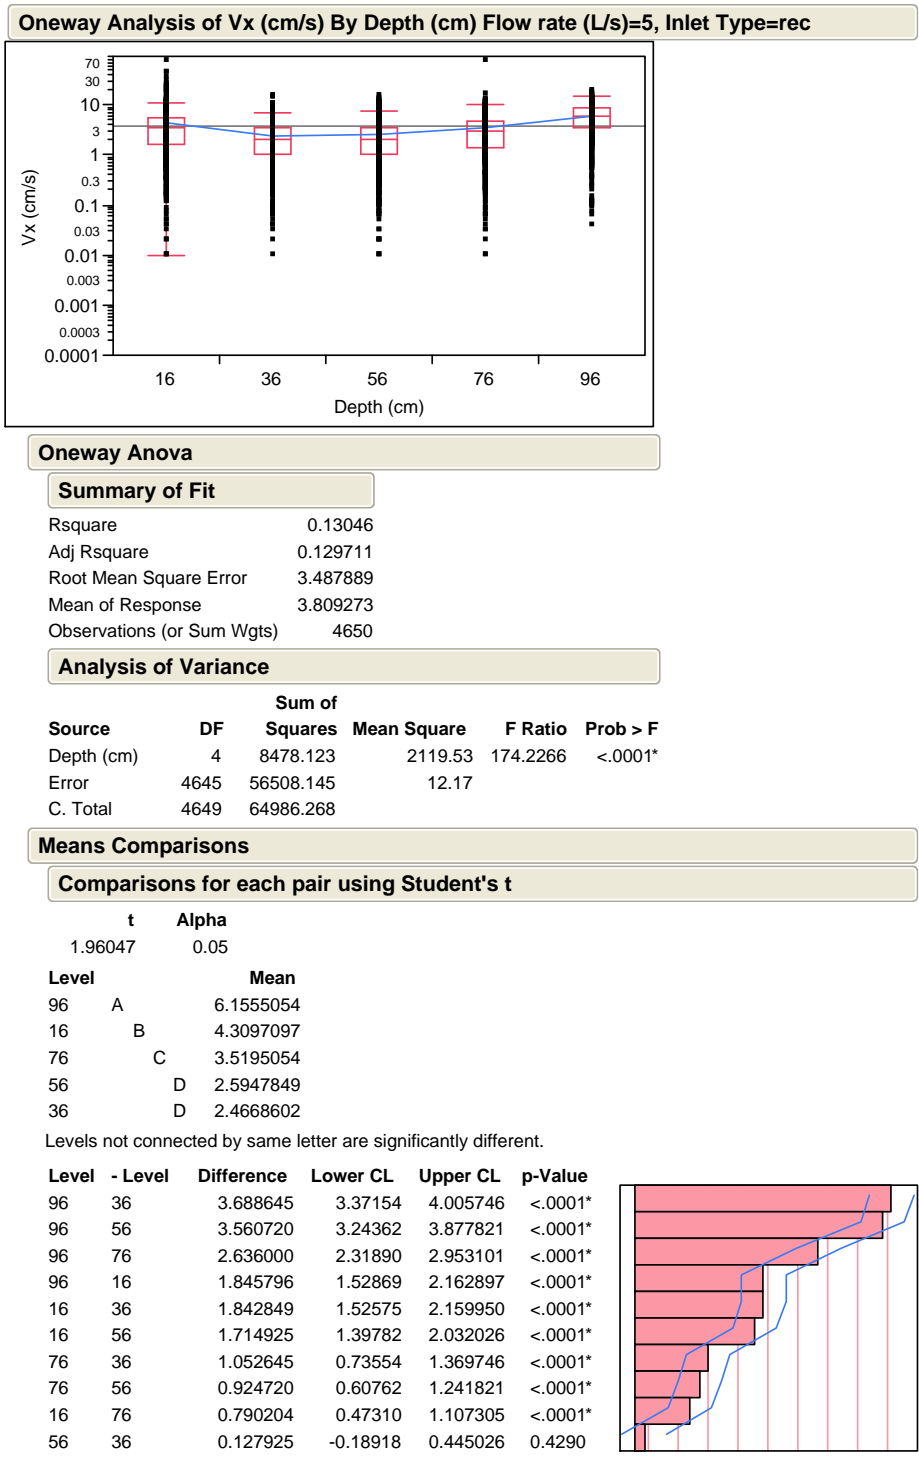 Oneway Analysis of Vx (cm/s) By Depth (cm) Flow rate (L/s)=5, Inlet Type=rec
70
30
10
3
1
0.3
0.1
0.03
0.01
0.003
0.001
0.0003
0.0001
Vx (cm/s)
16 36 56 76 96
Depth (cm)
Oneway Anova
Summary of Fit
Rsquare 0.13046
Adj Rsquare 0.129711
Root Mean Square Error 3.487889
Mean of Response 3.809273
Observations (or Sum Wgts) 4650
Analysis of Variance
Sum of
Source DF Squares Mean Square F Ratio Prob > F
Depth (cm) 4 8478.123 2119.53 174.2266 <.0001*
Error 4645 56508.145 12.17
C. Total 4649 64986.268
Means Comparisons
Comparisons for each pair using Student's t
t Alpha
1.96047 0.05
Level Mean
96 A 6.1555054
16 B 4.3097097
76 C 3.5195054
56 D 2.5947849
36 D 2.4668602
Levels not connected by same letter are significantly different.
Level - Level Difference Lower CL Upper CL p-Value
96 36 3.688645 3.37154 4.005746 <.0001*
96 56 3.560720 3.24362 3.877821 <.0001*
96 76 2.636000 2.31890 2.953101 <.0001*
96 16 1.845796 1.52869 2.162897 <.0001*
16 36 1.842849 1.52575 2.159950 <.0001*
16 56 1.714925 1.39782 2.032026 <.0001*
76 36 1.052645 0.73554 1.369746 <.0001*
76 56 0.924720 0.60762 1.241821 <.0001*
16 76 0.790204 0.47310 1.107305 <.0001*
56 36 0.127925 -0.18918 0.445026 0.4290